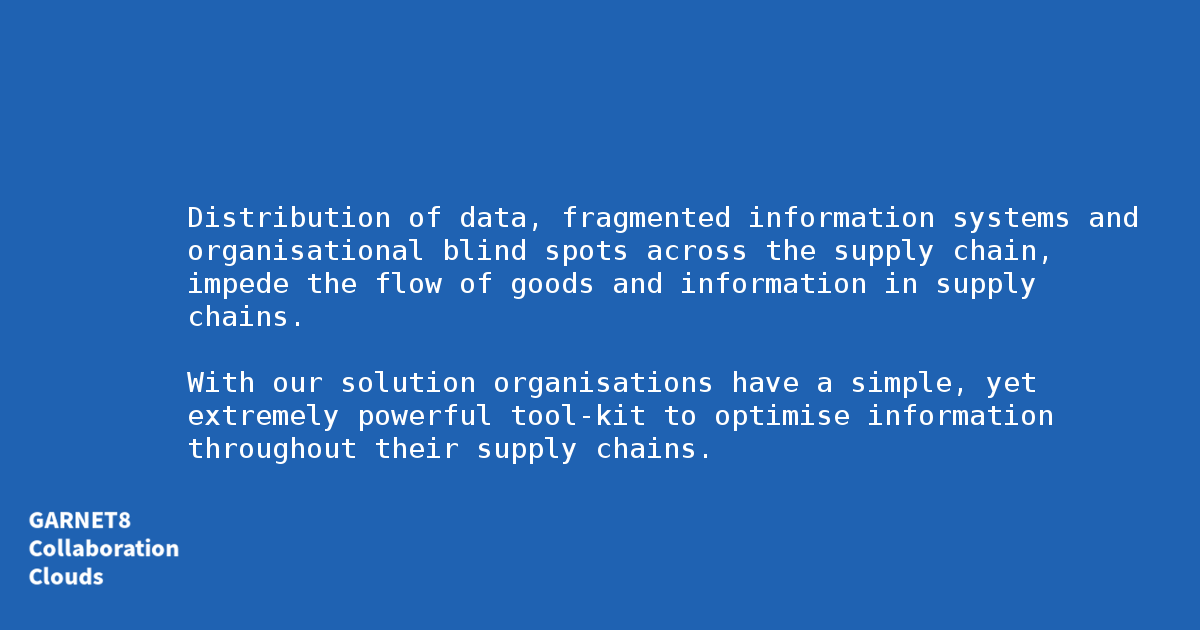 Distribution of data, fragmented information systems and
organisational blind spots across the supply chain,
impede the flow of goods and information in supply
chains.
With our solution organisations have a simple, yet
extremely powerful tool-kit to optimise information
throughout their supply chains.
GARNET8
Collaboration
Clouds